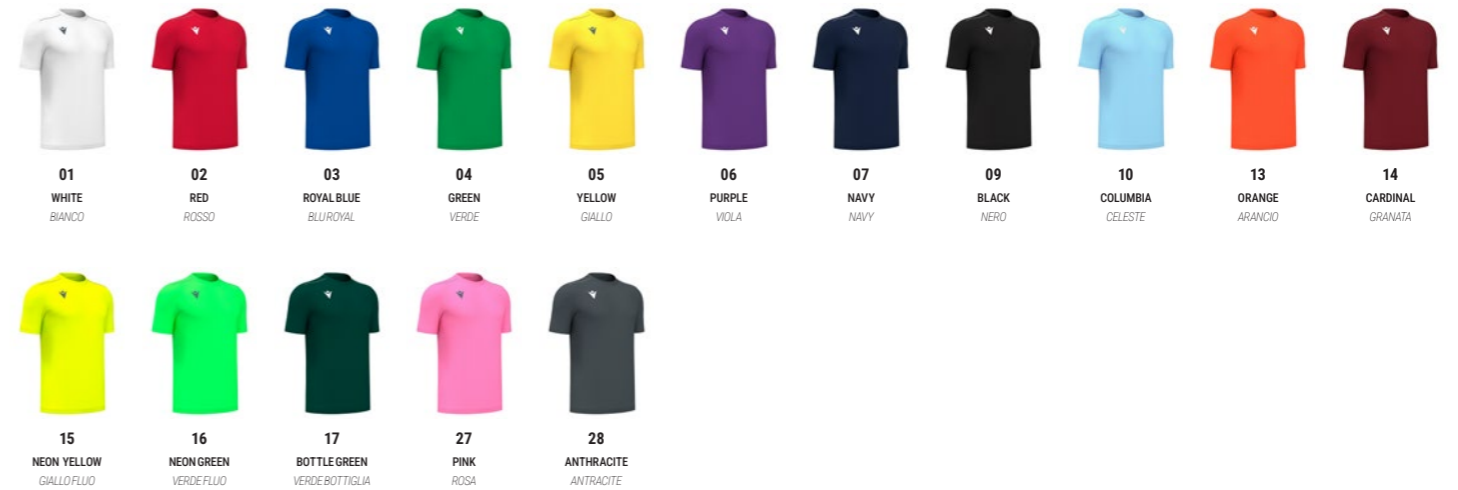 01 02 03 04 05 06 07 09 10 13 14
WHITE RED ROYAL BLUE GREEN YELLOW PURPLE NAVY BLACK COLUMBIA ORANGE CARDINAL
BIANCO ROSSO BLU ROYAL VERDE GIALLO VIOLA NAVY NERO CELESTE ARANCIO GRANATA
15 16 17 27 28
NEON YELLOW NEON GREEN BOTTLE GREEN PINK ANTHRACITE
GIALLO FLUO VERDE FLUO VERDE BOTTIGLIA ROSA ANTRACITE